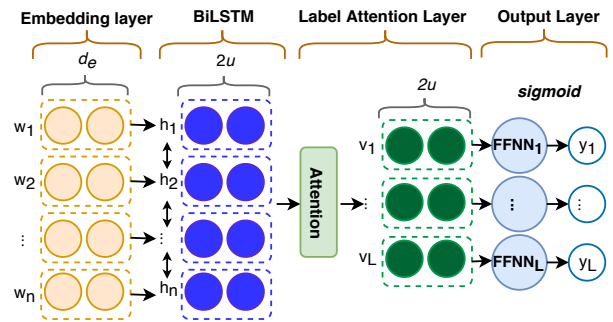 Embedding layer BiLSTM Label Attention Layer Output Layer
d_e 2u 2u sigmoid
w_1 h_1 v_1 FFNN_1 y_1
w_2 h_2 Attention ⋮ ⋮ ⋮
⋮ ⋮ v_L FFNN_L y_L
w_n h_n